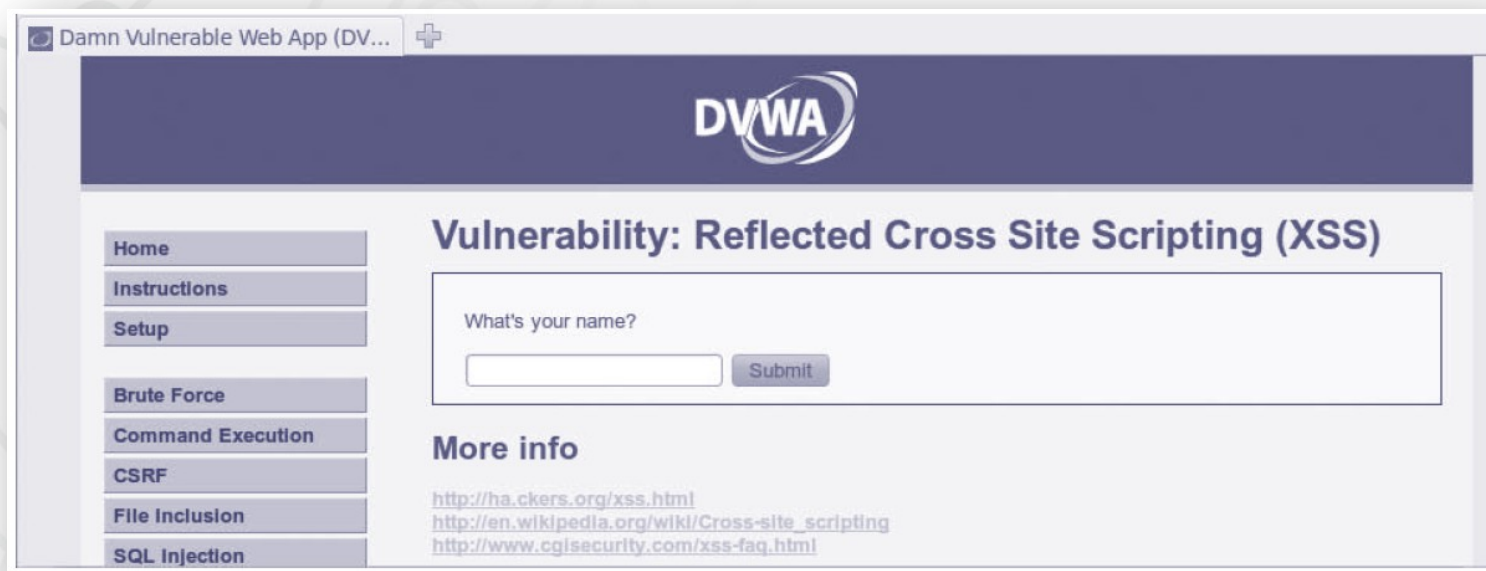 Damn Vulnerable Web App (DV...
DVWA
Home
Instructions
Setup
Brute Force
Command Execution
CSRF
File Inclusion
SQL Injection
Vulnerability: Reflected Cross Site Scripting (XSS)
What's your name?
Submit
More info
http://ha.ckers.org/xss.html
http://en.wikipedia.org/wiki/Cross-site_scripting
http://www.cgisecurity.com/xss-faq.html